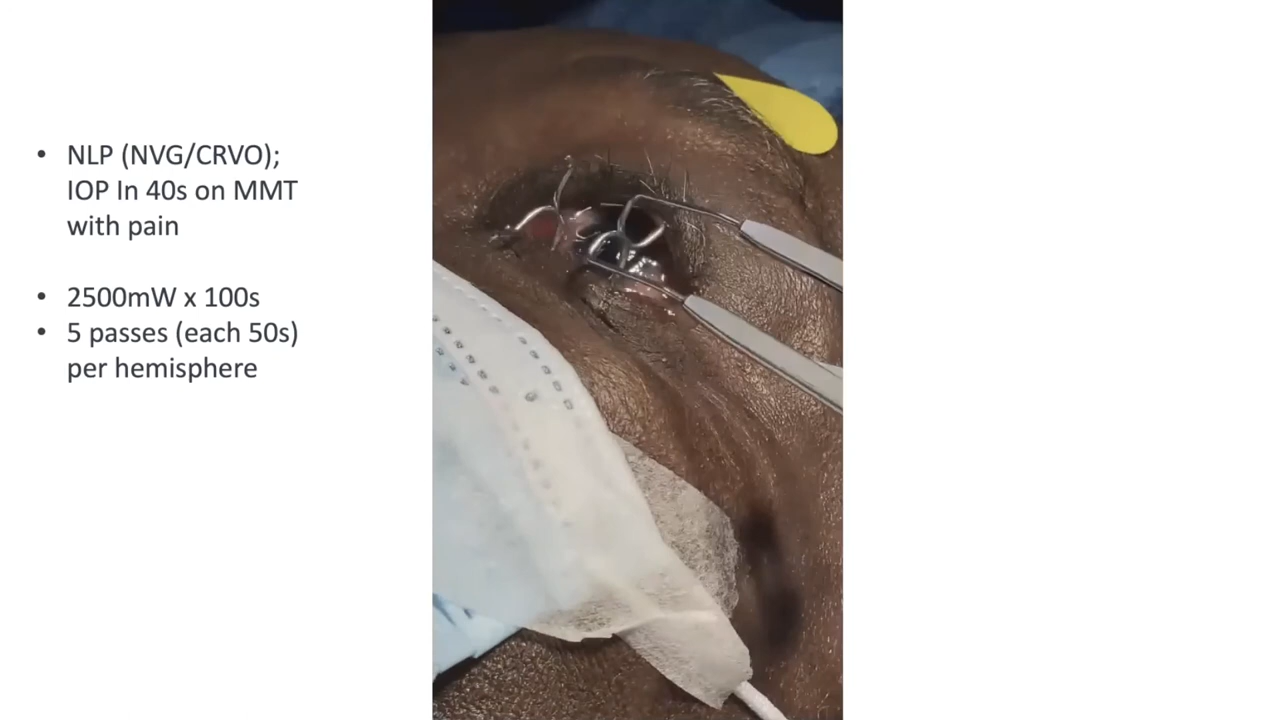 • NLP (NVG/CRVO);
IOP In 40s on MMT
with pain
• 2500mW x 100s
• 5 passes (each 50s)
per hemisphere